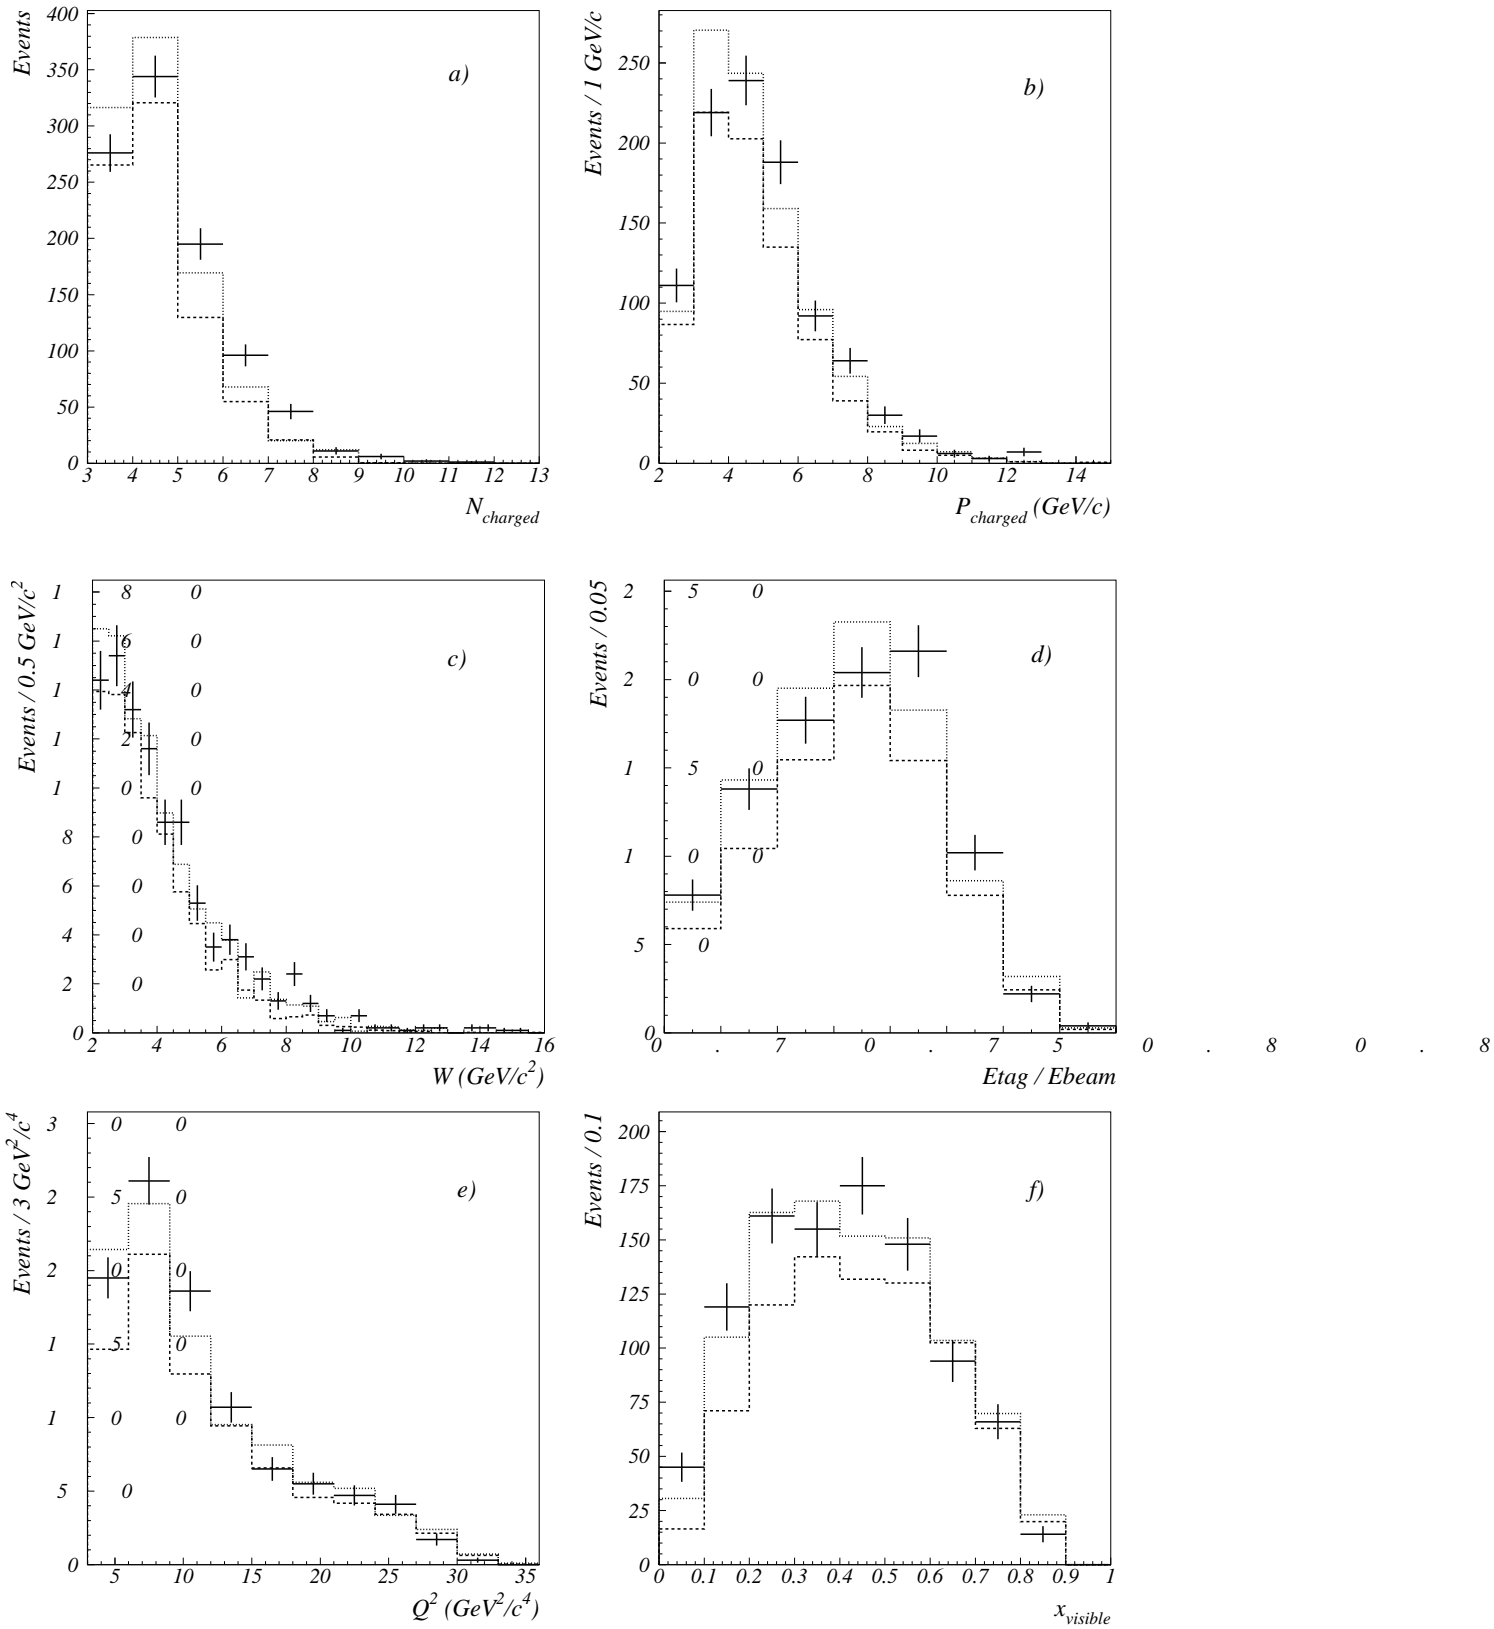 400
350
300
250
200
150
100
50
0
3 4 5 6 7 8 9 10 11 12 13
Events
a)
N_charged
250
200
150
100
50
0
2 4 6 8 10 12 14
Events / 1 GeV/c
b)
P_charged (GeV/c)
1 8 0
1 6 0
1 4 0
1 2 0
1 0 0
8 0
6 0
4 0
2 0
0
2 4 6 8 10 12 14 16
Events / 0.5 GeV/c²
c)
W (GeV/c²)
2 5 0
2 0 0
1 5 0
1 0 0
5 0
0
0 . 7 0 . 7 5 0 . 8 0 . 8
Events / 0.05
d)
Etag / Ebeam
3 0 0
2 5 0
2 0 0
1 5 0
1 0 0
5 0
0
5 10 15 20 25 30 35
Events / 3 GeV²/c⁴
e)
Q² (GeV²/c⁴)
200
175
150
125
100
75
50
25
0
0 0.1 0.2 0.3 0.4 0.5 0.6 0.7 0.8 0.9 1
Events / 0.1
f)
x_visible